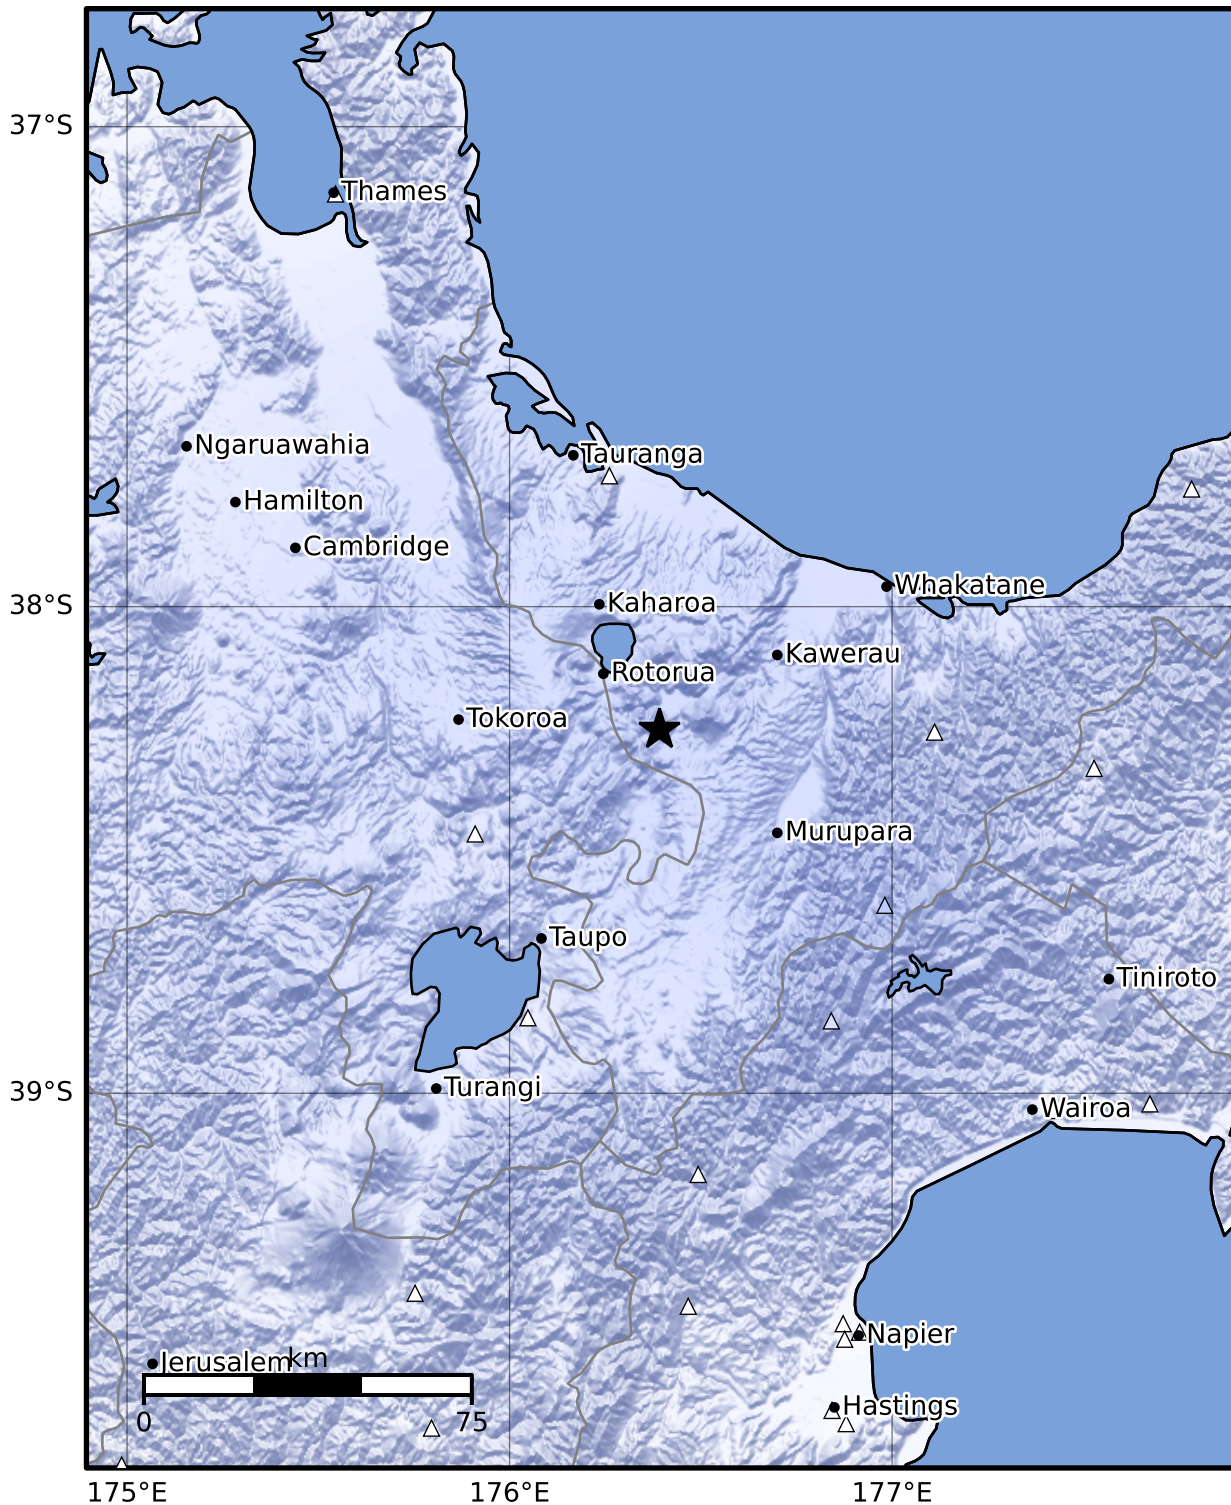 37°S
Thames
Ngaruawahia
Tauranga
Hamilton
Cambridge
Whakatane
38°S
Kaharoa
Kawerau
Rotorua
Tokoroa
Murupara
Taupo
Tiniroto
Turangi
39°S
Wairoa
Napier
Jerusalem
km
Hastings
0
75
175°E
176°E
177°E